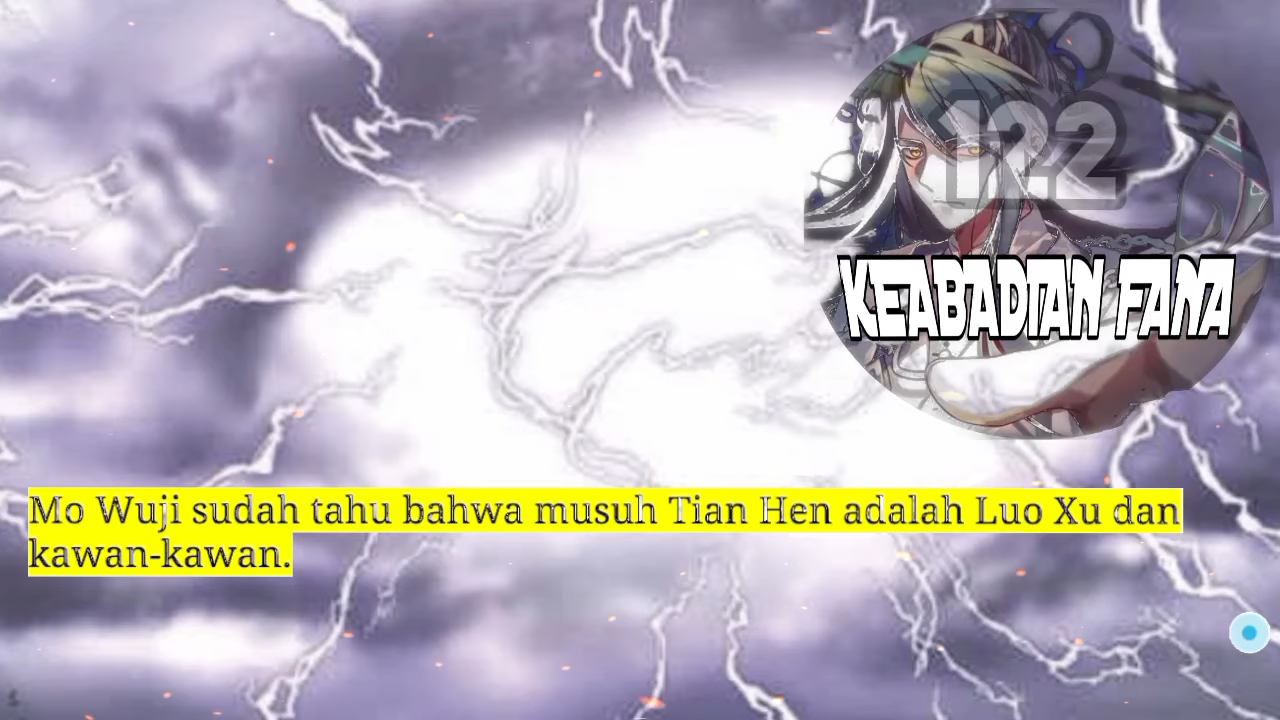 122
KEABADIAN FANA
Mo Wuji sudah tahu bahwa musuh Tian Hen adalah Luo Xu dan
kawan-kawan.